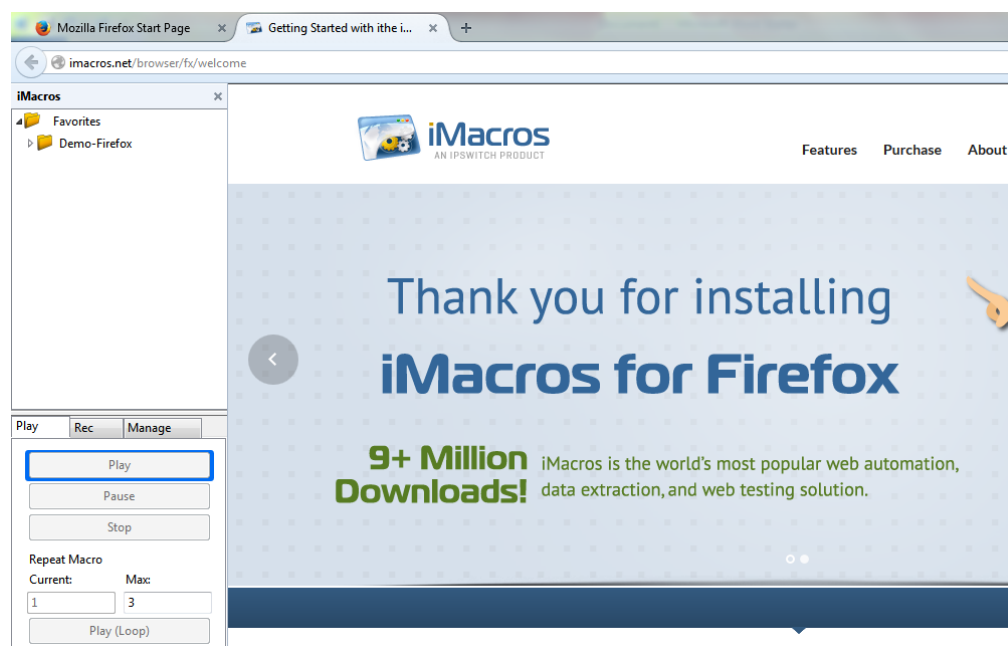 Mozilla Firefox Start Page
Getting Started with ithe i...
imacros.net/browser/fx/welcome
iMacros
Favorites
Demo-Firefox
iMacros
AN IPSWITCH PRODUCT
Features Purchase About
Thank you for installing
iMacros for Firefox
9+ Million
Downloads!
iMacros is the world's most popular web automation,
data extraction, and web testing solution.
Play Rec Manage
Play
Pause
Stop
Repeat Macro
Current: Max:
1 3
Play (Loop)